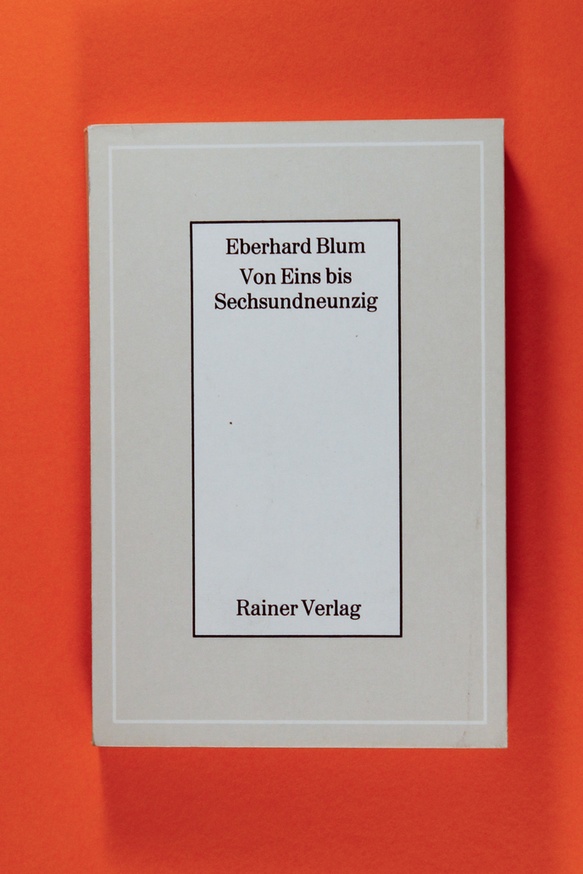 Eberhard Blum
Von Eins bis
Sechsundneunzig
Rainer Verlag